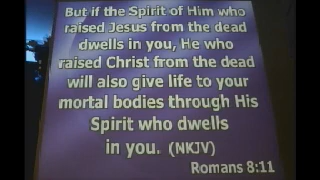 But if the Spirit of Him who
raised Jesus from the dead
dwells in you, He who
raised Christ from the dead
will also give life to your
mortal bodies through His
Spirit who dwells
in you. (NKJV)
Romans 8:11